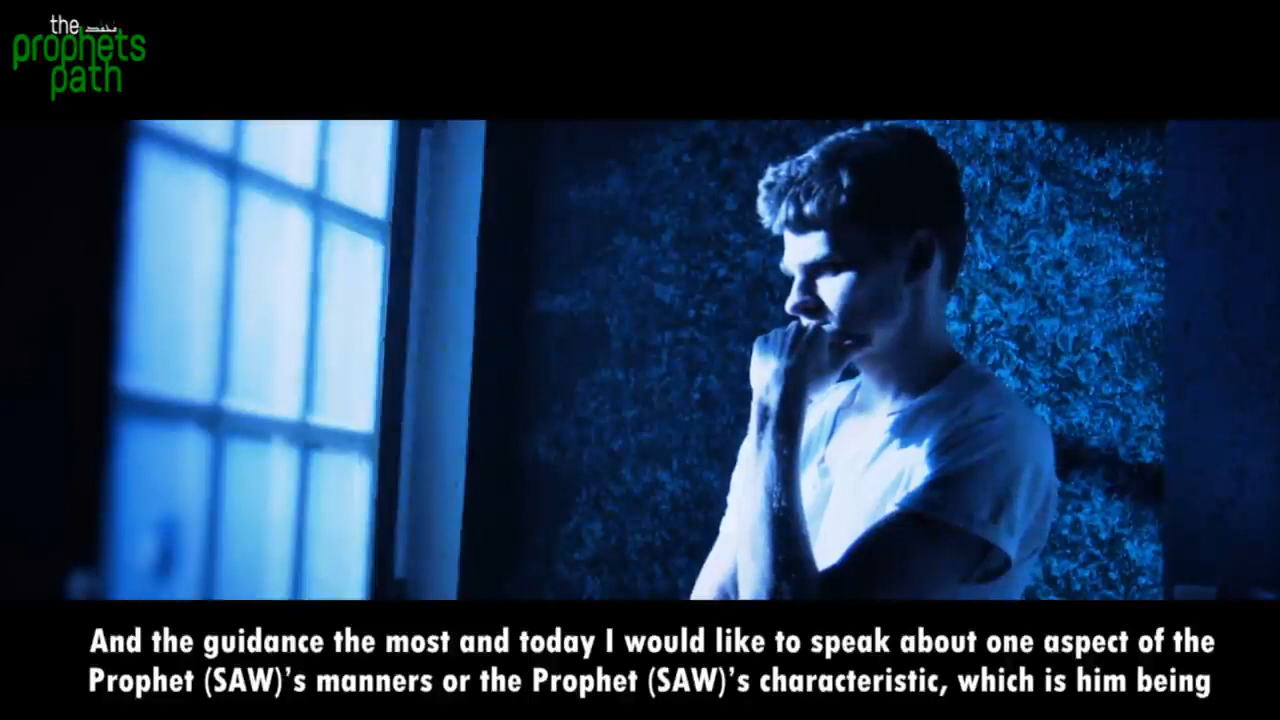 the محمد
prophets
path
And the guidance the most and today I would like to speak about one aspect of the
Prophet (SAW)'s manners or the Prophet (SAW)'s characteristic, which is him being